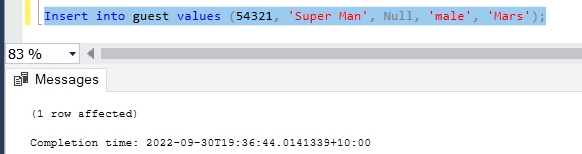 Insert into guest values (54321, 'Super Man', Null, 'male', 'Mars');
83 %
Messages
(1 row affected)
Completion time: 2022-09-30T19:36:44.0141339+10:00